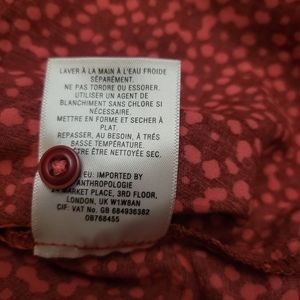 LAVER À LA MAIN À L'EAU FROIDE
SÉPARÉMENT.
NE PAS TORDRE OU ESSORER.
UTILISER UN AGENT DE
BLANCHIMENT SANS CHLORE SI
NÉCESSAIRE.
METTRE EN FORME ET SECHER À
PLAT.
REPASSER, AU BESOIN, À TRÈS
BASSE TEMPÉRATURE.
ÊTRE NETTOYÉE SEC.
EU: IMPORTED BY
ANTHROPOLOGIE
MARKET PLACE, 3RD FLOOR,
LONDON, UK W1W8AN
CIF: VAT No GB 684936382
OB766455